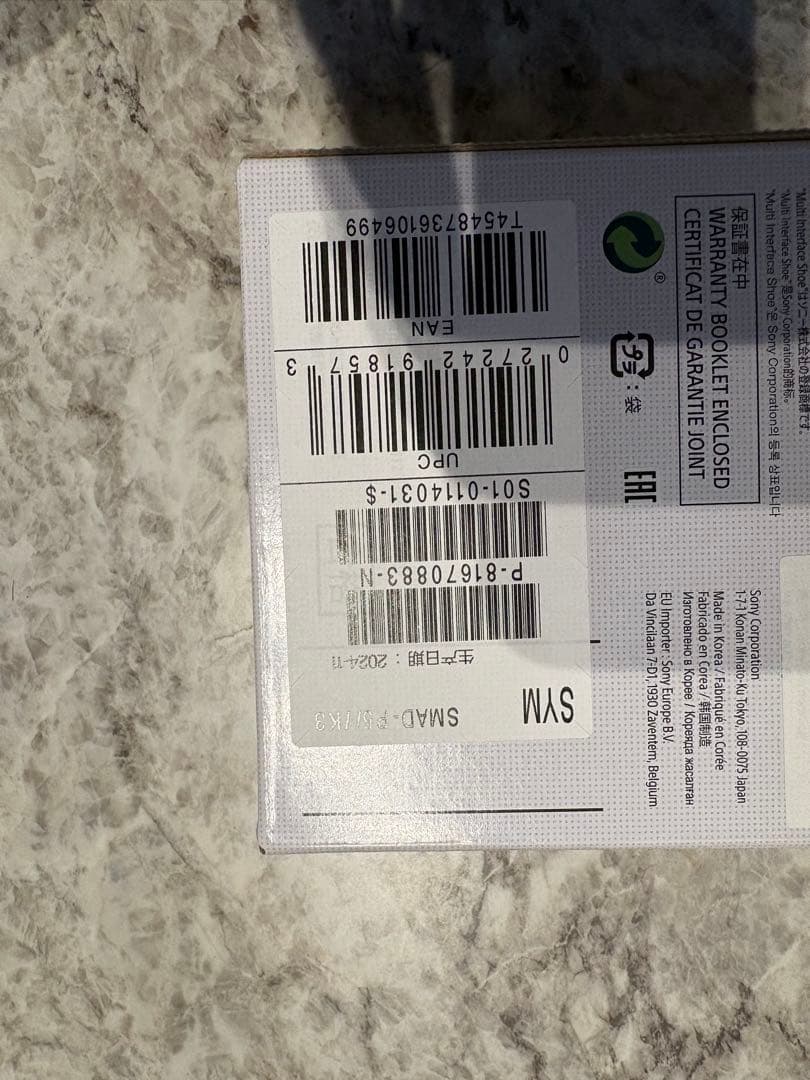 SYM
SMAD-P5/7K3
生产日期：2024-11
P-81670883-N
S01-0114031-$
UPC
0 27242 91857 3
EAN
T4548736106499
保証書在中
WARRANTY BOOKLET ENCLOSED
CERTIFICAT DE GARANTIE JOINT
プラ：袋
EAC
"Multi Interface Shoe"はソニー株式会社の登録商標です。
"Multi Interface Shoe"是Sony Corporation的商标。
"Multi Interface Shoe"은 Sony Corporation의 등록 상표입니다
Sony Corporation
1-7-1 Konan Minato-ku Tokyo, 108-0075 Japan
Made in Korea / Fabriqué en Corée
Fabricado en Corea / 韩国制造
Изготовлено в Корее / Кореяда жасалған
EU Importer : Sony Europe B.V.
Da Vincilaan 7-D1, 1930 Zaventem, Belgium